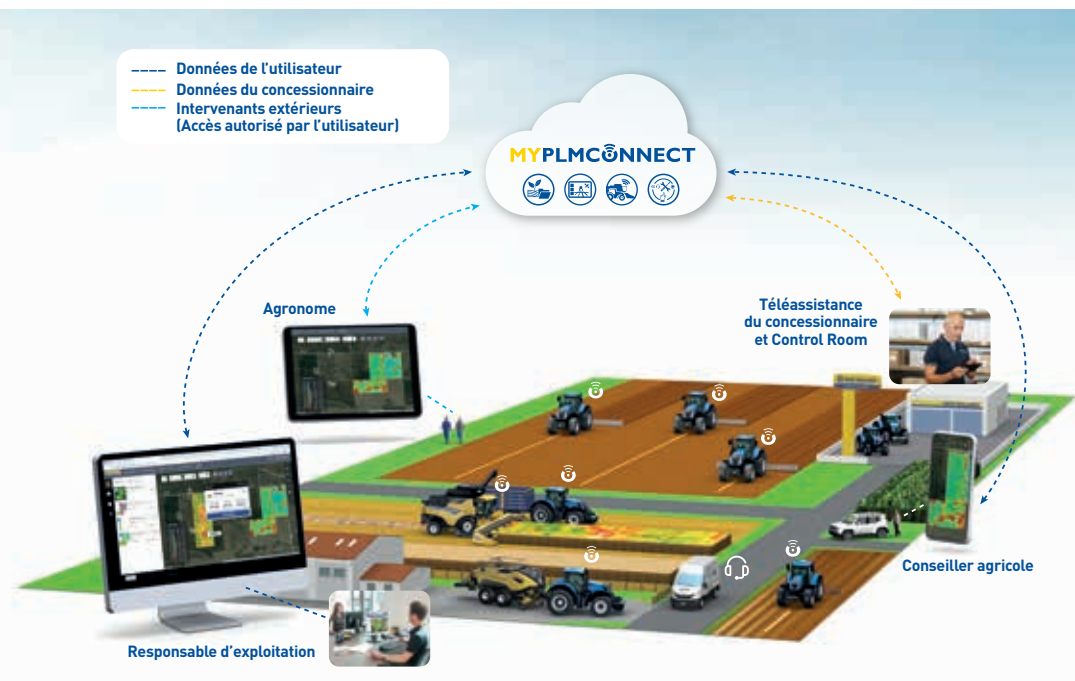 Données de l'utilisateur
Données du concessionnaire
Intervenants extérieurs
(Accès autorisé par l'utilisateur)
MYPLMCONNECT
Agronome
Téléassistance
du concessionnaire
et Control Room
Conseiller agricole
Responsable d'exploitation